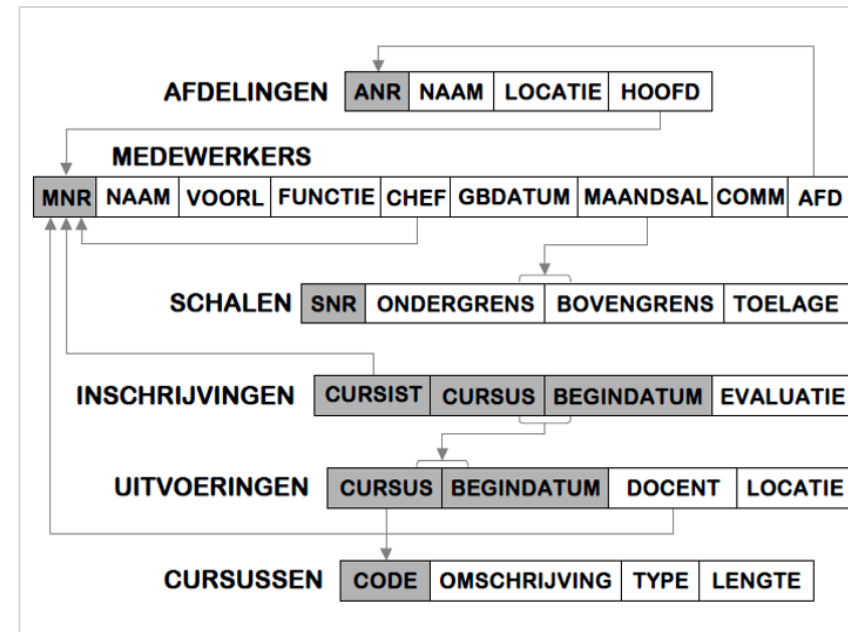 AFDELINGEN ANR NAAM LOCATIE HOOFD
MEDEWERKERS
MNR NAAM VOORL FUNCTIE CHEF GBDATUM MAANDSAL COMM AFD
SCHALEN SNR ONDERGRENS BOVENGRENS TOELAGE
INSCHRIJVINGEN CURSIST CURSUS BEGINDATUM EVALUATIE
UITVOERINGEN CURSUS BEGINDATUM DOCENT LOCATIE
CURSUSSEN CODE OMSCHRIJVING TYPE LENGTE